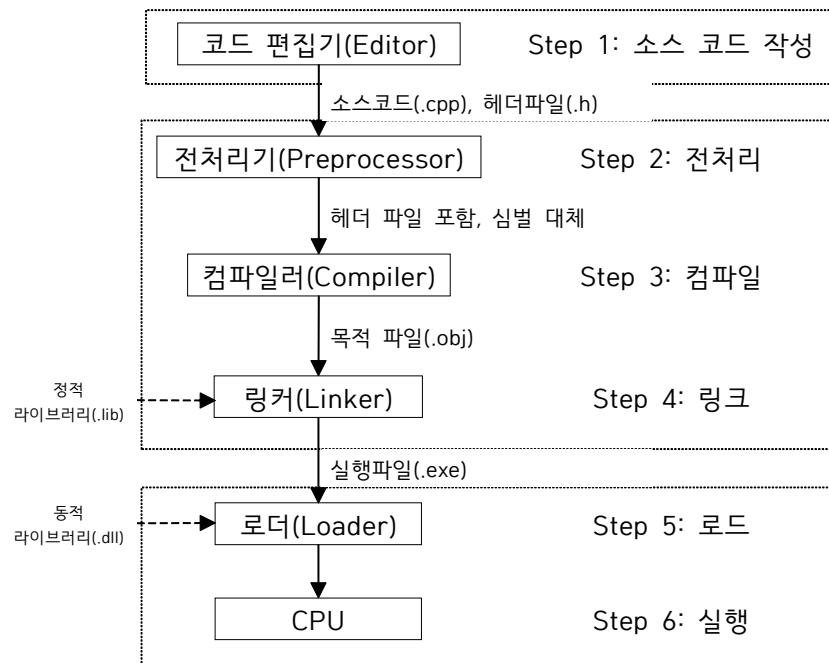 코드 편집기(Editor) Step 1: 소스 코드 작성
소스코드(.cpp), 헤더파일(.h)
전처리기(Preprocessor) Step 2: 전처리
헤더 파일 포함, 심벌 대체
컴파일러(Compiler) Step 3: 컴파일
목적 파일(.obj)
정적
라이브러리(.lib)
링커(Linker) Step 4: 링크
실행파일(.exe)
동적
라이브러리(.dll)
로더(Loader) Step 5: 로드
CPU Step 6: 실행